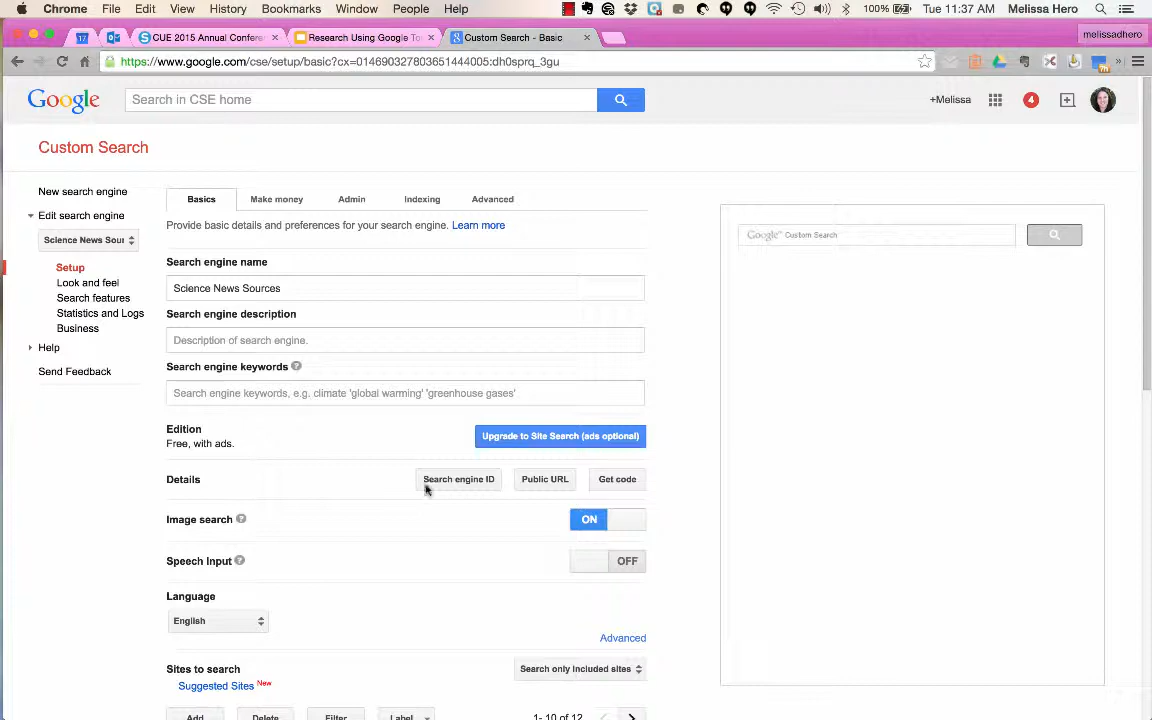 Chrome File Edit View History Bookmarks Window People Help 100% Tue 11:37 AM Melissa Hero
17 CUE 2015 Annual Conferen Research Using Google To Custom Search - Basic melissadhero
https://www.google.com/cse/setup/basic?cx=014690327803651444005:dh0sprq_3gu
Google Search in CSE home +Melissa 4
Custom Search
New search engine
Edit search engine
Science News Sour
Setup
Look and feel
Search features
Statistics and Logs
Business
Help
Send Feedback
Basics Make money Admin Indexing Advanced
Provide basic details and preferences for your search engine. Learn more
Search engine name
Science News Sources
Search engine description
Description of search engine.
Search engine keywords ?
Search engine keywords, e.g. climate 'global warming' 'greenhouse gases'
Edition
Free, with ads.
Upgrade to Site Search (ads optional)
Details Search engine ID Public URL Get code
Image search ? ON
Speech Input ? OFF
Language
English
Advanced
Sites to search Search only included sites
Suggested Sites New
Add Delete Filter Label 1- 10 of 12
Google™ Custom Search